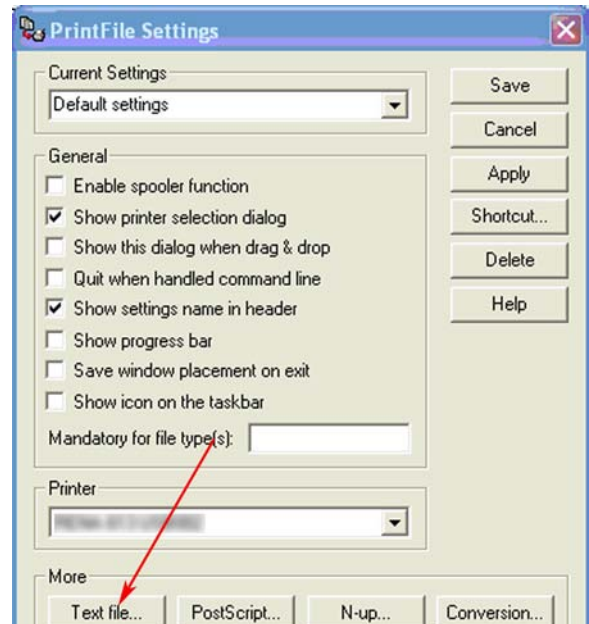 PrintFile Settings
Current Settings
Default settings
Save
Cancel
General
Apply
Enable spooler function
Show printer selection dialog
Shortcut...
Show this dialog when drag & drop
Delete
Quit when handled command line
Show settings name in header
Help
Show progress bar
Save window placement on exit
Show icon on the taskbar
Mandatory for file type(s):
Printer
More
Text file...
PostScript...
N-up...
Conversion...